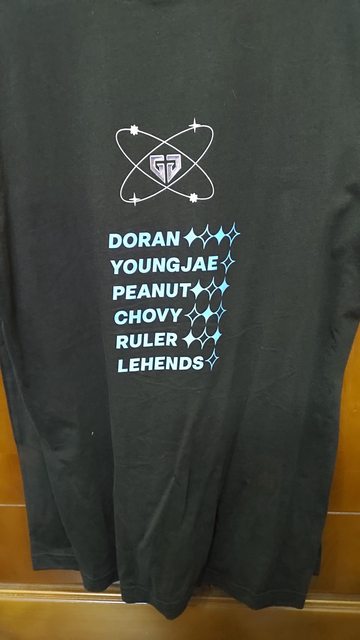 DORAN
YOUNGJAE
PEANUT
CHOVY
RULER
LEHENDS